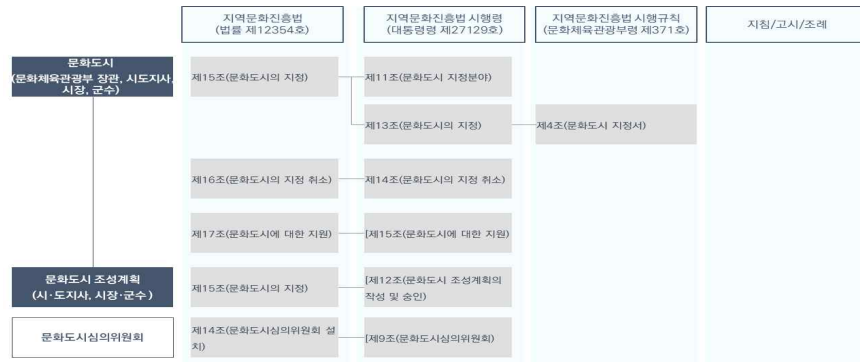 지역문화진흥법
(법률 제12354호)
지역문화진흥법 시행령
(대통령령 제27129호)
지역문화진흥법 시행규칙
(문화체육관광부령 제371호)
지침/고시/조례
문화도시
(문화체육관광부 장관, 시도지사,
시장, 군수)
제15조(문화도시의 지정)
제11조(문화도시 지정분야)
제13조(문화도시의 지정)
제4조(문화도시 지정서)
제16조(문화도시의 지정 취소)
제14조(문화도시의 지정 취소)
제17조(문화도시에 대한 지원)
[제15조(문화도시에 대한 지원)
문화도시 조성계획
(시·도지사, 시장·군수 )
제15조(문화도시의 지정)
[제12조(문화도시 조성계획의
작성 및 승인)
문화도시심의위원회
제14조(문화도시심의위원회 설
치)
[제9조(문화도시심의위원회)